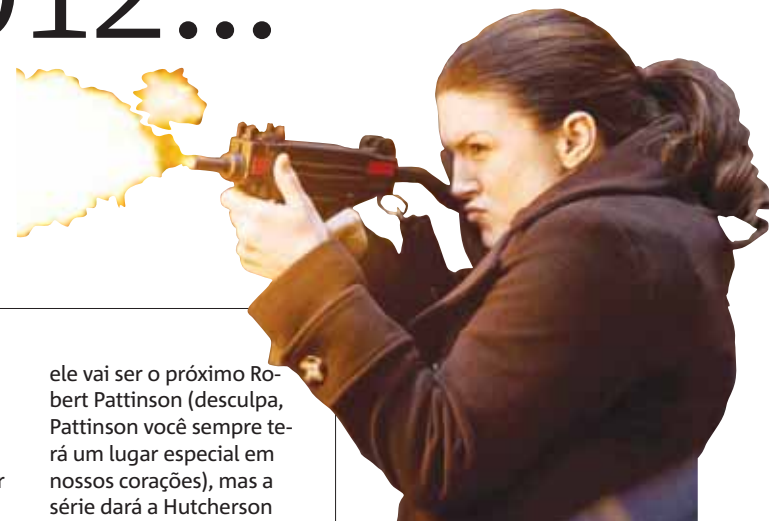 012...
ele vai ser o próximo Ro-
bert Pattinson (desculpa,
Pattinson você sempre te-
rá um lugar especial em
nossos corações), mas a
série dará a Hutcherson
r